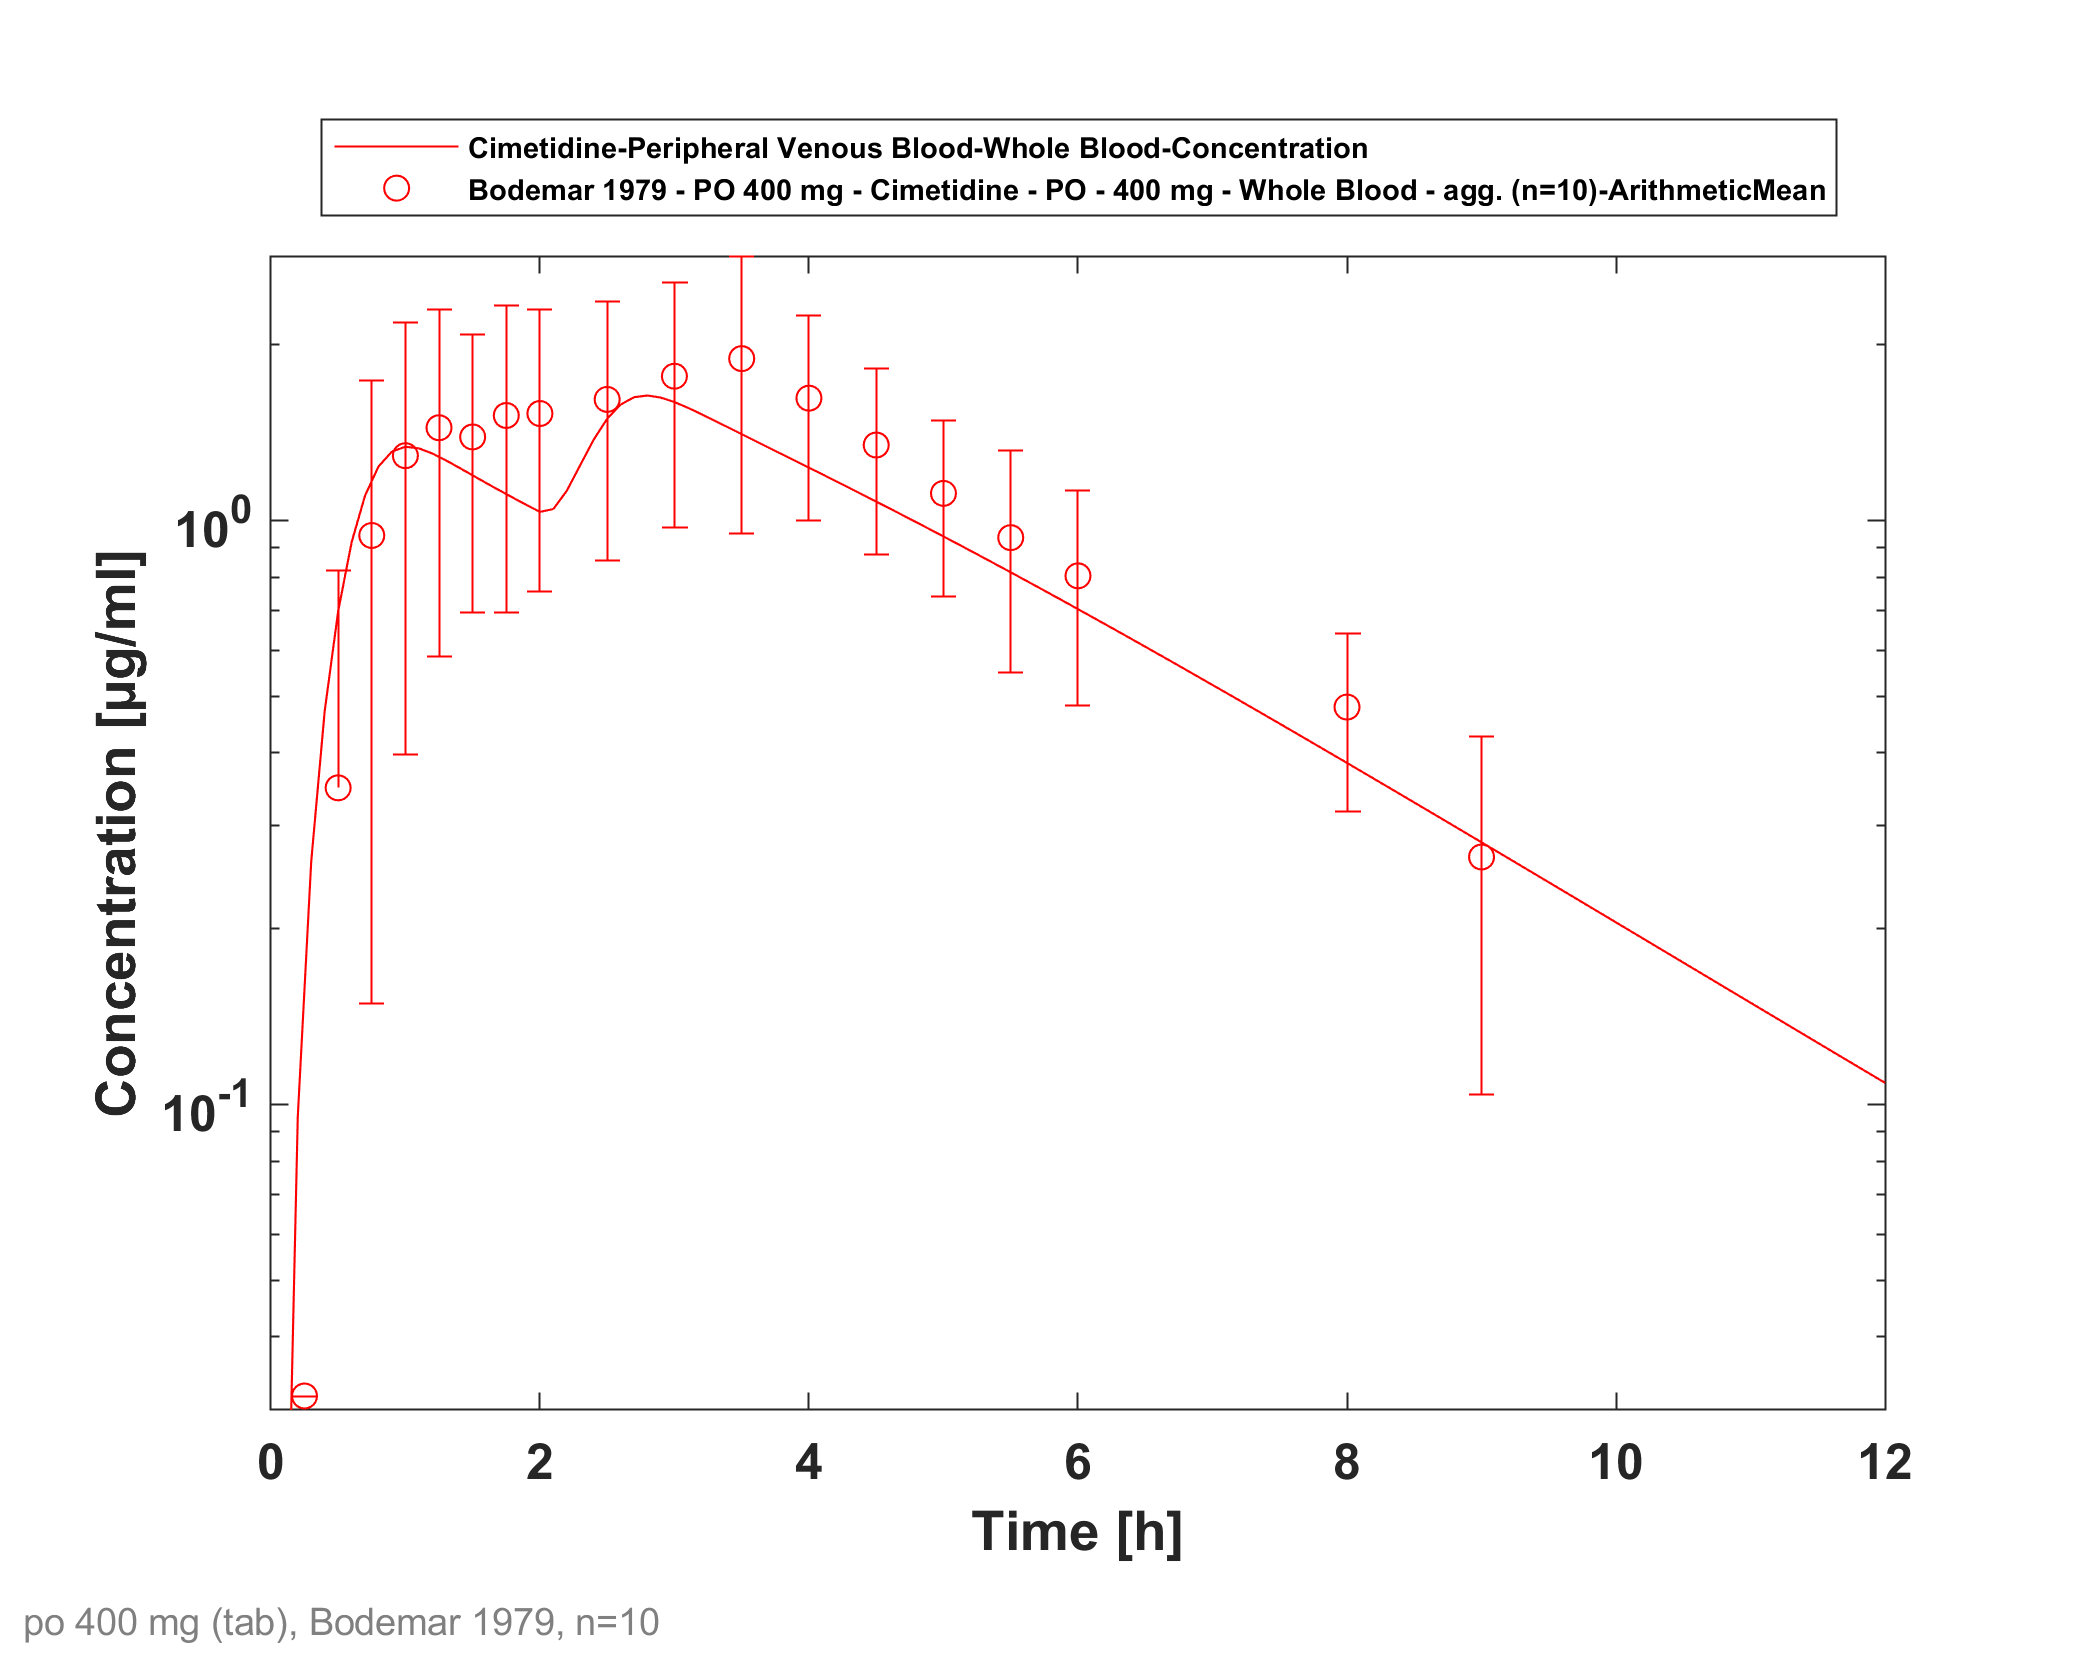 Cimetidine-Peripheral Venous Blood-Whole Blood-Concentration
Bodemar 1979 - PO 400 mg - Cimetidine - PO - 400 mg - Whole Blood - agg. (n=10)-ArithmeticMean
Concentration [µg/ml]
10^0
10^-1
0 2 4 6 8 10 12
Time [h]
po 400 mg (tab), Bodemar 1979, n=10